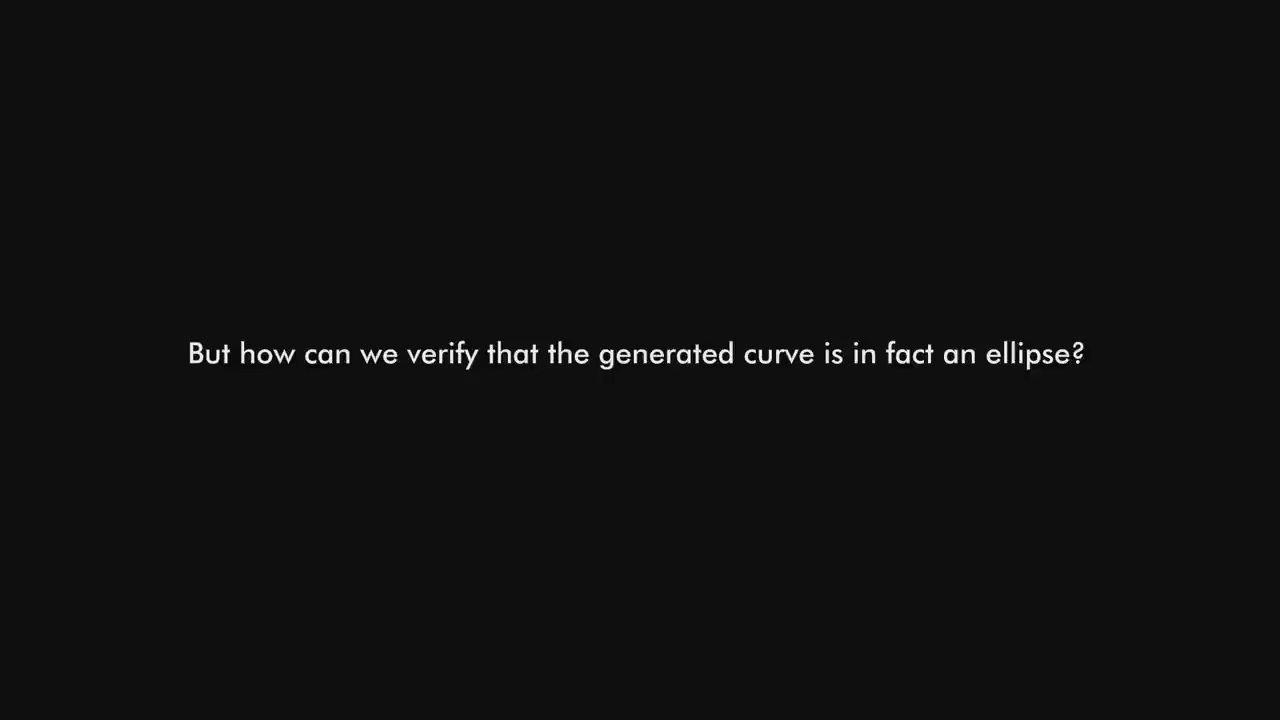 But how can we verify that the generated curve is in fact an ellipse?